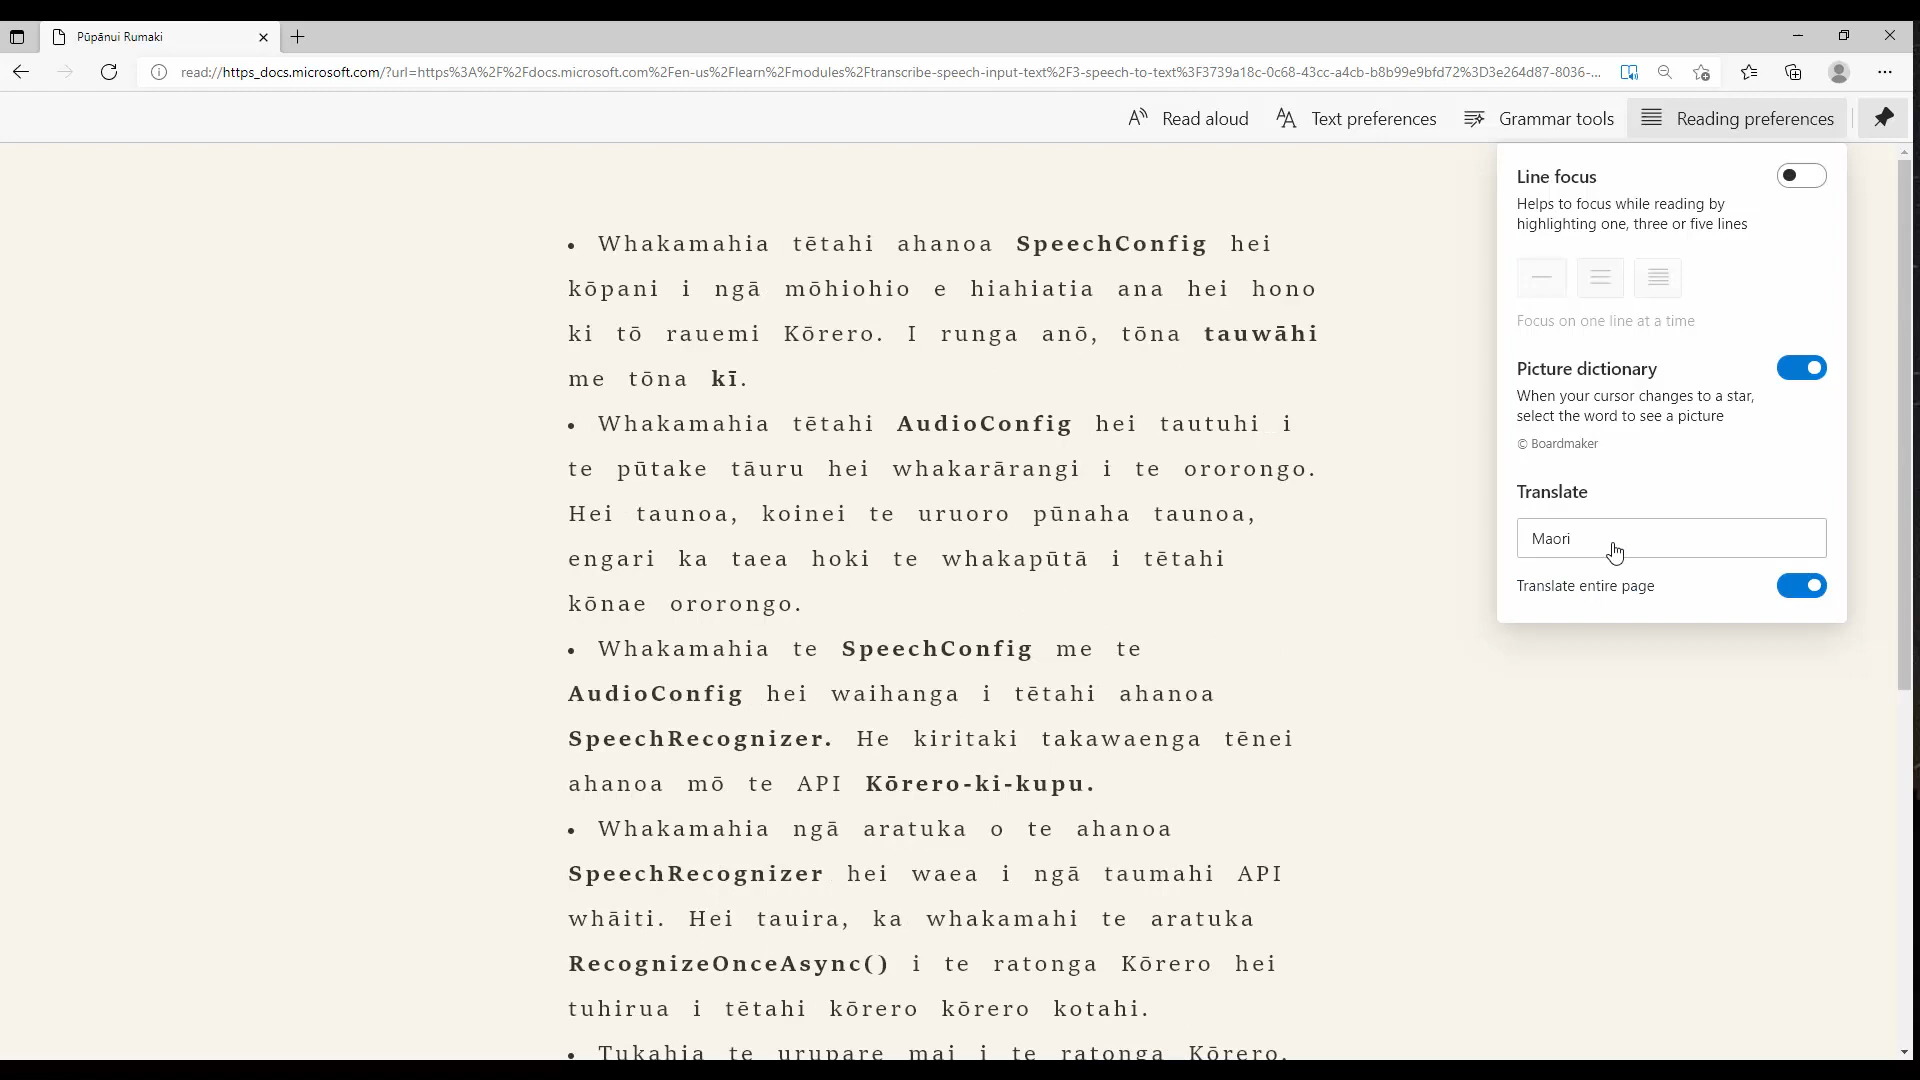 Pūpānui Rumaki
read://https_docs.microsoft.com/?url=https%3A%2F%2Fdocs.microsoft.com%2Fen-us%2Flearn%2Fmodules%2Ftranscribe-speech-input-text%2F3-speech-to-text%3F3739a18c-0c68-43cc-a4cb-b8b99e9bfd72%3D3e264d87-8036-...
Read aloud
Text preferences
Grammar tools
Reading preferences
• Whakamahia tētahi ahanoa SpeechConfig hei
kōpani i ngā mōhiohio e hiahiatia ana hei hono
ki tō rauemi Kōrero. I runga anō, tōna tauwāhi
me tōna kī.
• Whakamahia tētahi AudioConfig hei tautuhi i
te pūtake tāuru hei whakarārangi i te ororongo.
Hei taunoa, koinei te uruoro pūnaha taunoa,
engari ka taea hoki te whakapūtā i tētahi
kōnae ororongo.
• Whakamahia te SpeechConfig me te
AudioConfig hei waihanga i tētahi ahanoa
SpeechRecognizer. He kiritaki takawaenga tēnei
ahanoa mō te API Kōrero-ki-kupu.
• Whakamahia ngā aratuka o te ahanoa
SpeechRecognizer hei waea i ngā taumahi API
whāiti. Hei tauira, ka whakamahi te aratuka
RecognizeOnceAsync() i te ratonga Kōrero hei
tuhirua i tētahi kōrero kōrero kotahi.
• Tukahia te urupare mai i te ratonga Kōrero.
Line focus
Helps to focus while reading by
highlighting one, three or five lines
Focus on one line at a time
Picture dictionary
When your cursor changes to a star,
select the word to see a picture
© Boardmaker
Translate
Maori
Translate entire page